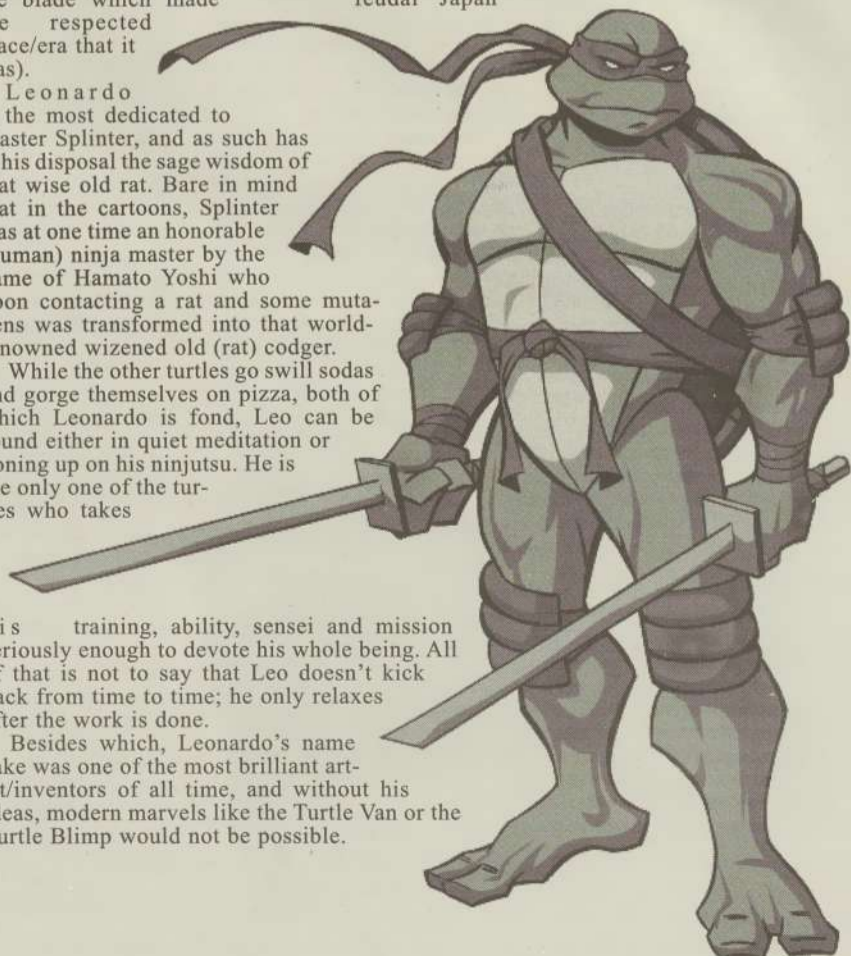 e blade which made feudal Japan
e respected
ace/era that it
as).
Leonardo
the most dedicated to
aster Splinter, and as such has
his disposal the sage wisdom of
at wise old rat. Bare in mind
at in the cartoons, Splinter
as at one time an honorable
uman) ninja master by the
ame of Hamato Yoshi who
pon contacting a rat and some muta-
ens was transformed into that world-
nowned wizened old (rat) codger.
While the other turtles go swill sodas
nd gorge themselves on pizza, both of
hich Leonardo is fond, Leo can be
ound either in quiet meditation or
oning up on his ninjutsu. He is
e only one of the tur-
es who takes
is training, ability, sensei and mission
eriously enough to devote his whole being. All
f that is not to say that Leo doesn't kick
ack from time to time; he only relaxes
fter the work is done.
Besides which, Leonardo's name
ake was one of the most brilliant art-
t/inventors of all time, and without his
leas, modern marvels like the Turtle Van or the
urtle Blimp would not be possible.